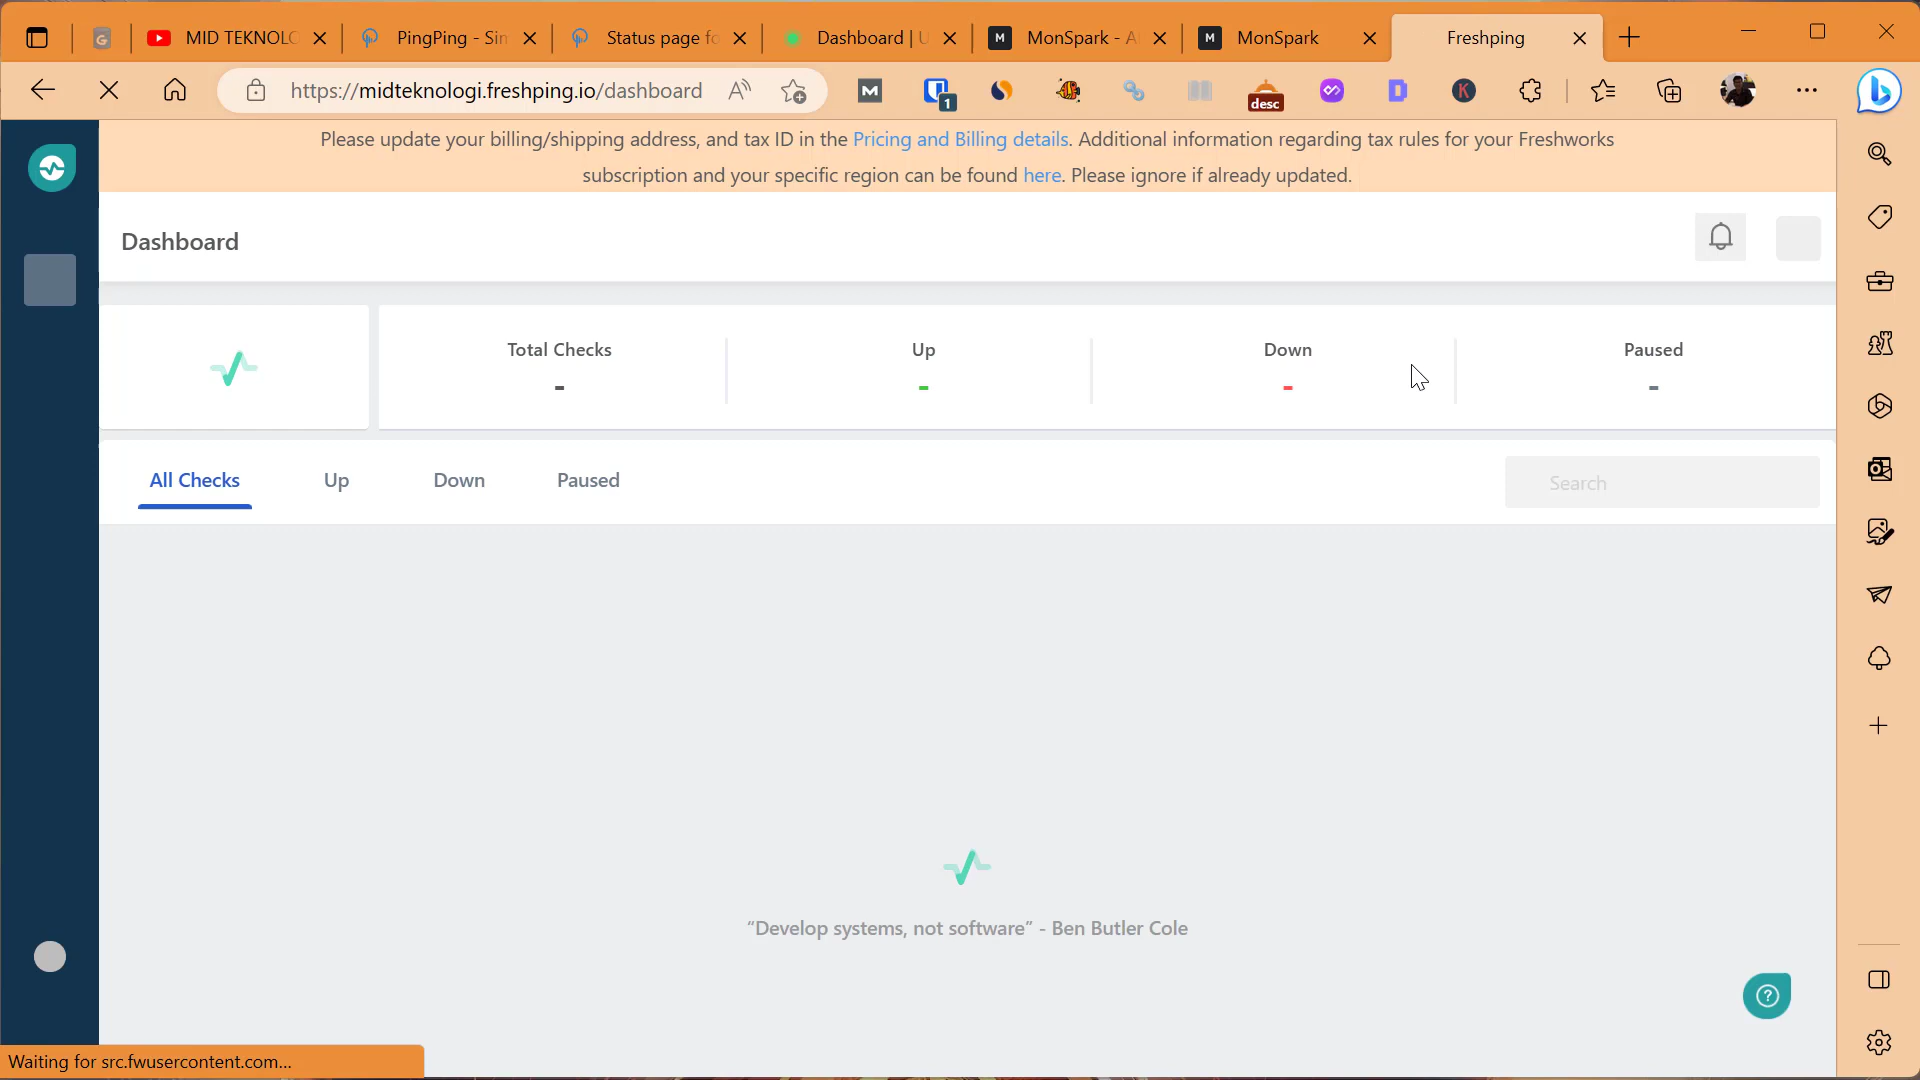 MID TEKNOLO
PingPing - Sim
Status page fo
Dashboard | U
M
MonSpark - A
M
MonSpark
Freshping
https://midteknologi.freshping.io/dashboard
M
1
desc
K
Please update your billing/shipping address, and tax ID in the Pricing and Billing details. Additional information regarding tax rules for your Freshworks
subscription and your specific region can be found here. Please ignore if already updated.
Dashboard
Total Checks
-
Up
-
Down
-
Paused
-
All Checks
Up
Down
Paused
Search
“Develop systems, not software” - Ben Butler Cole
Waiting for src.fwusercontent.com...